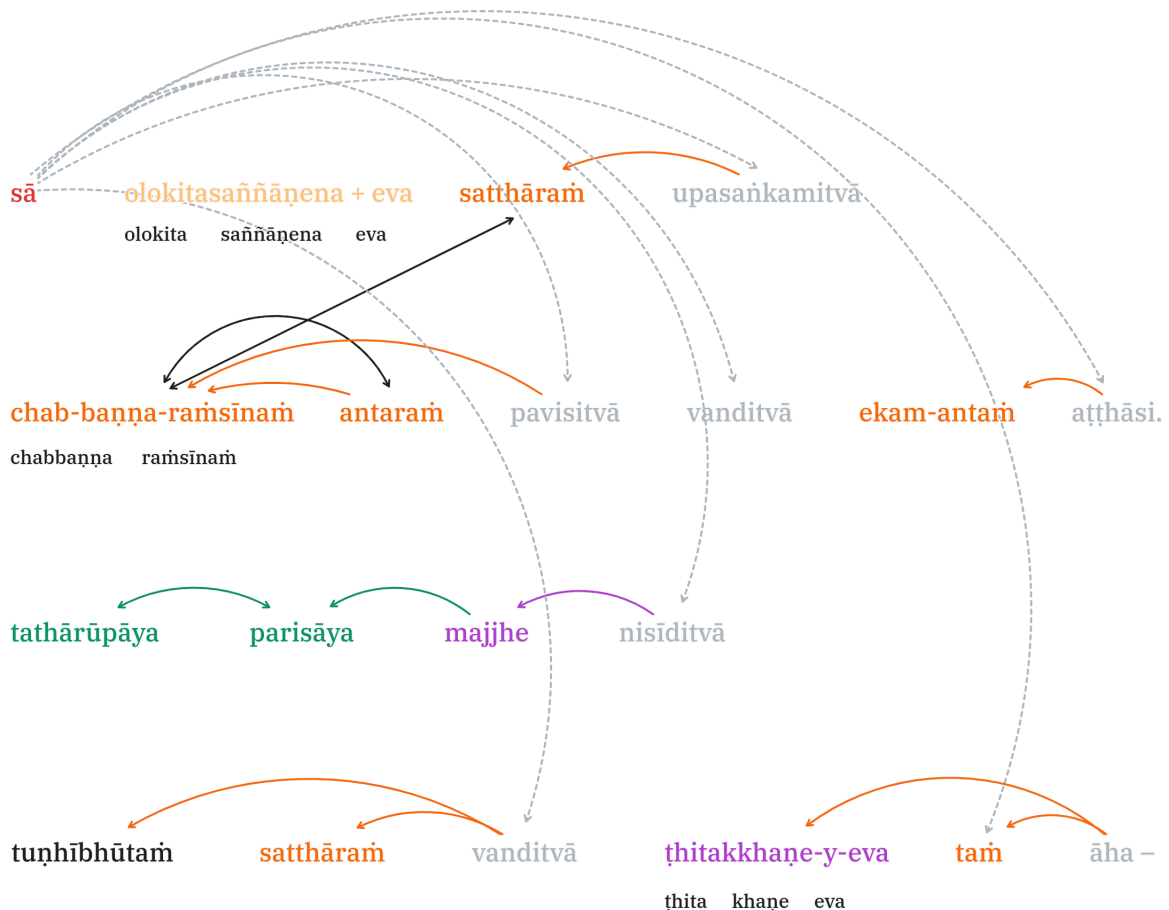 sā olokitasaññāṇena + eva satthāraṁ upasaṅkamitvā
olokita saññāṇena eva
chab-baṇṇa-raṁsīnaṁ antaraṁ pavisitvā vanditvā ekam-antaṁ aṭṭhāsi.
chabbaṇṇa raṁsīnaṁ
tathārūpāya parisāya majjhe nisīditvā
tuṇhībhūtaṁ satthāraṁ vanditvā ṭhitakkhaṇe-y-eva taṁ āha –
ṭhita khaṇe eva